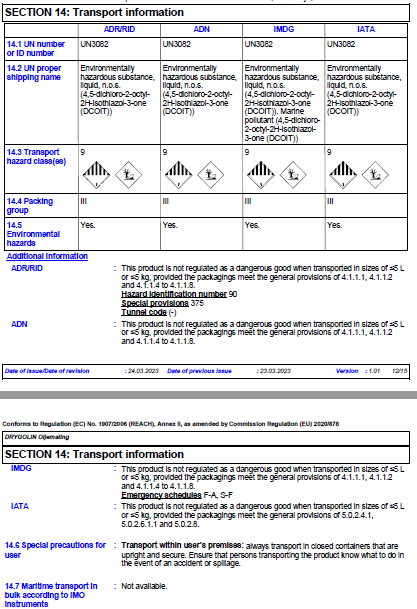 SECTION 14: Transport information
ADR/RID ADN IMDG IATA
14.1 UN number or ID number
UN3082 UN3082 UN3082 UN3082
14.2 UN proper shipping name
Environmentally hazardous substance, liquid, n.o.s. (4,5-dichloro-2-octyl-2H-isothiazol-3-one (DCOIT))
Environmentally hazardous substance, liquid, n.o.s. (4,5-dichloro-2-octyl-2H-isothiazol-3-one (DCOIT))
Environmentally hazardous substance, liquid, n.o.s. (4,5-dichloro-2-octyl-2H-isothiazol-3-one (DCOIT)). Marine pollutant (4,5-dichloro-2-octyl-2H-isothiazol-3-one (DCOIT))
Environmentally hazardous substance, liquid, n.o.s. (4,5-dichloro-2-octyl-2H-isothiazol-3-one (DCOIT))
14.3 Transport hazard class(es)
9 9 9 9
14.4 Packing group
III III III III
14.5 Environmental hazards
Yes. Yes. Yes. Yes.
Additional information
ADR/RID : This product is not regulated as a dangerous good when transported in sizes of ≤5 L
or ≤5 kg, provided the packagings meet the general provisions of 4.1.1.1, 4.1.1.2
and 4.1.1.4 to 4.1.1.8.
Hazard identification number 90
Special provisions 375
Tunnel code (-)
ADN : This product is not regulated as a dangerous good when transported in sizes of ≤5 L
or ≤5 kg, provided the packagings meet the general provisions of 4.1.1.1, 4.1.1.2
and 4.1.1.4 to 4.1.1.8.
Date of issue/Date of revision : 24.03.2023 Date of previous issue : 23.03.2023 Version : 1.01 12/15
Conforms to Regulation (EC) No. 1907/2006 (REACH), Annex II, as amended by Commission Regulation (EU) 2020/878
DRYGOLIN Oljemaling
SECTION 14: Transport information
IMDG : This product is not regulated as a dangerous good when transported in sizes of ≤5 L
or ≤5 kg, provided the packagings meet the general provisions of 4.1.1.1, 4.1.1.2
and 4.1.1.4 to 4.1.1.8.
Emergency schedules F-A, S-F
IATA : This product is not regulated as a dangerous good when transported in sizes of ≤5 L
or ≤5 kg, provided the packagings meet the general provisions of 5.0.2.4.1,
5.0.2.6.1.1 and 5.0.2.8.
14.6 Special precautions for user
: Transport within user's premises: always transport in closed containers that are
upright and secure. Ensure that persons transporting the product know what to do in
the event of an accident or spillage.
14.7 Maritime transport in bulk according to IMO instruments
: Not available.